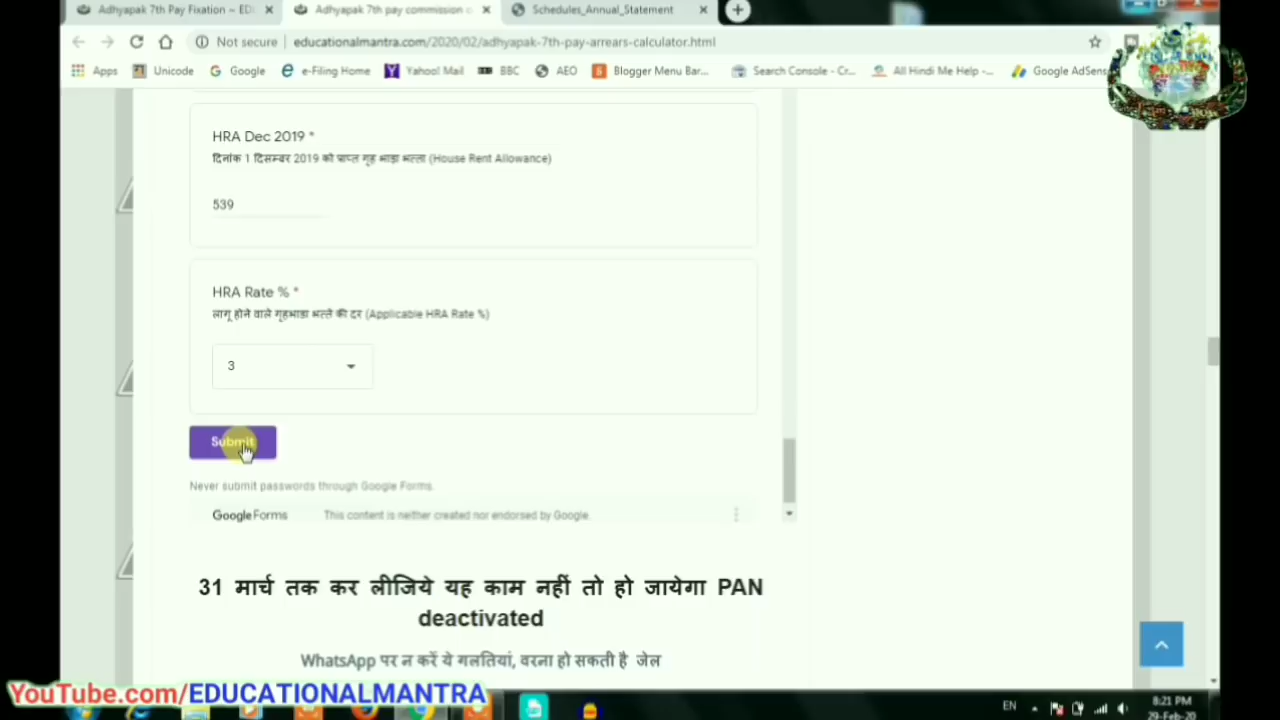 Adhyapak 7th Pay Fixation ~ EDU
Adhyapak 7th pay commission c
Schedules_Annual_Statement
Not secure
educationalmantra.com/2020/02/adhyapak-7th-pay-arrears-calculator.html
Apps
Unicode
Google
e-Filing Home
Yahoo! Mail
BBC
AEO
Blogger Menu Bar...
Search Console - Cr...
All Hindi Me Help -...
Google AdSens
HRA Dec 2019 *
दिनांक 1 दिसम्बर 2019 को प्राप्त गृह भाड़ा भत्ता (House Rent Allowance)
539
HRA Rate % *
लागू होने वाले गृहभाडा भत्ते की दर (Applicable HRA Rate %)
3
Submit
Never submit passwords through Google Forms.
Google Forms
This content is neither created nor endorsed by Google.
31 मार्च तक कर लीजिये यह काम नहीं तो हो जायेगा PAN
deactivated
WhatsApp पर न करें ये गलतियां, वरना हो सकती है जेल
YouTube.com/EDUCATIONALMANTRA
EN
8:21 PM
29-Feb-20